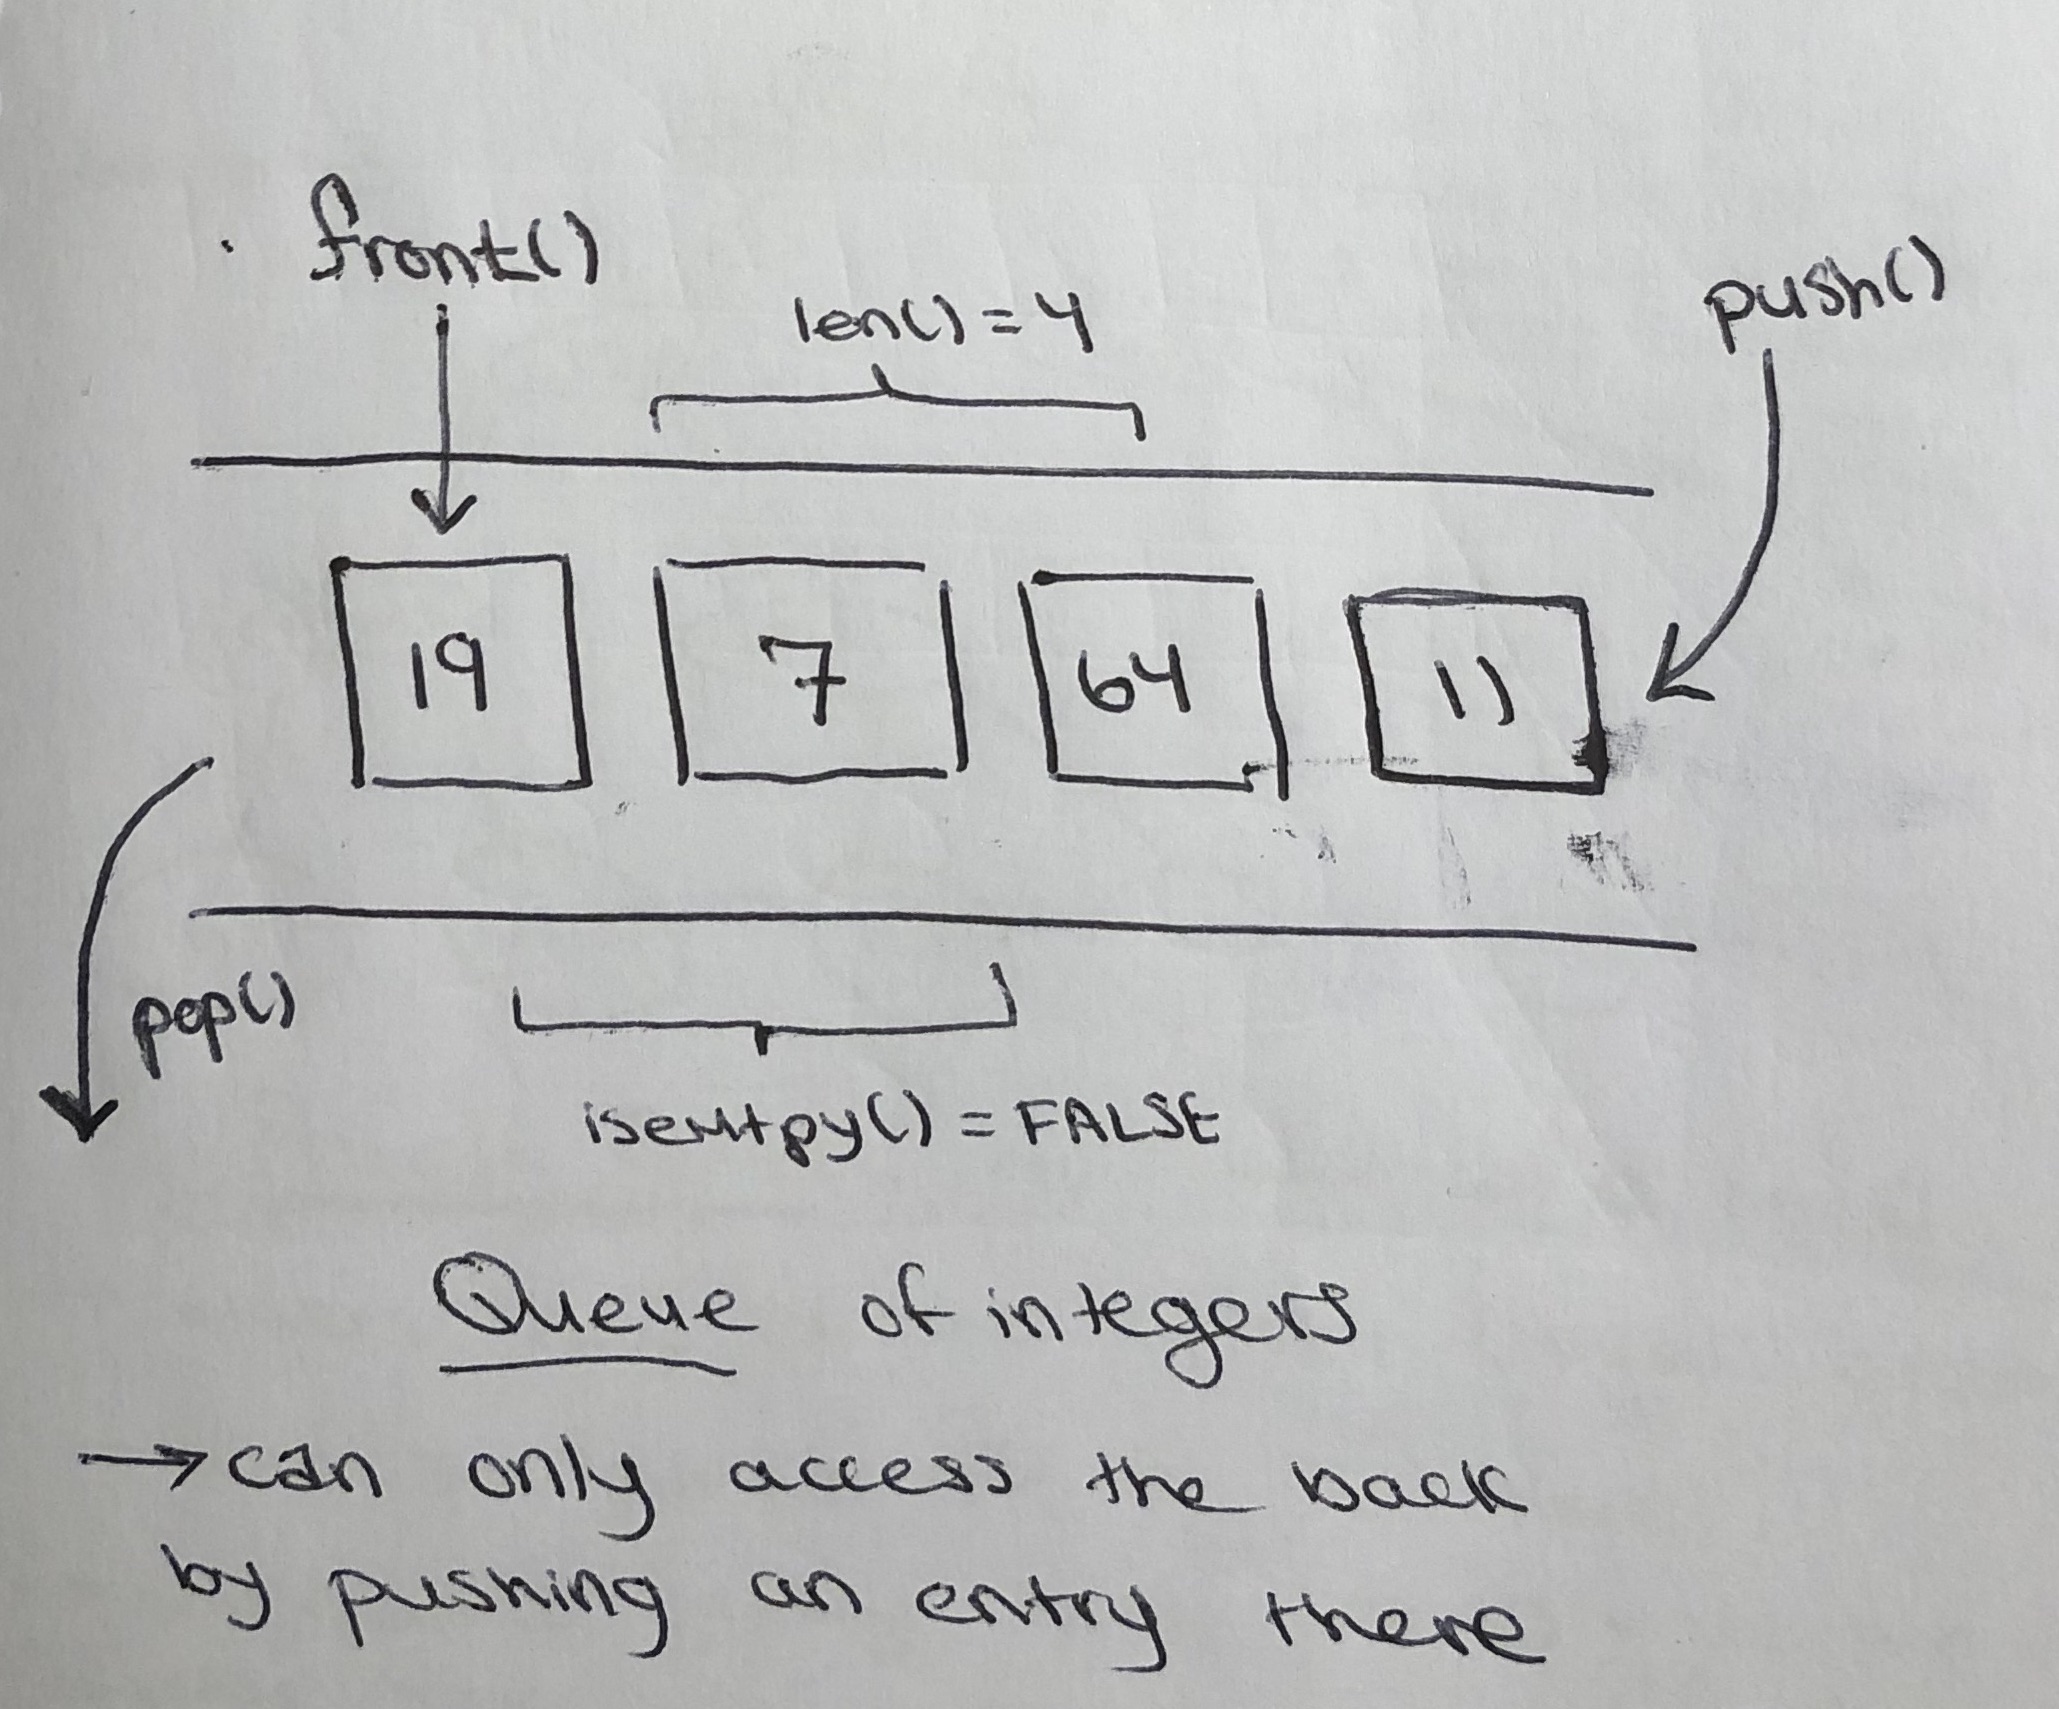 front()
len() = 4
push()
19 7 64 11
pop()
isemtpy() = FALSE
Queue of integers
→ can only access the back
by pushing an entry there